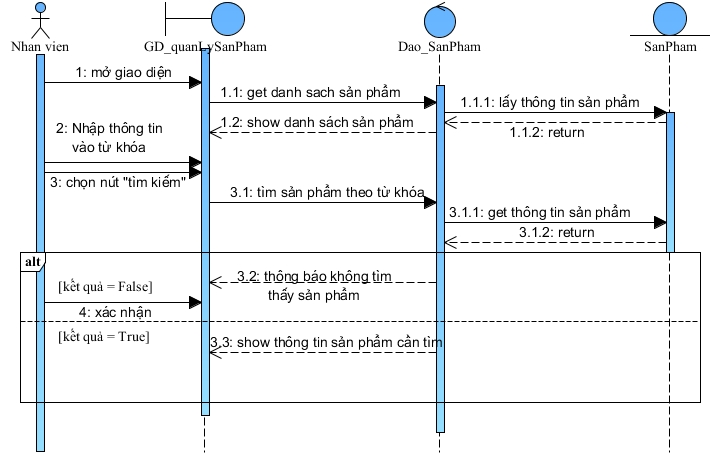 Nhan vien
GD_quanLySanPham
Dao_SanPham
SanPham
1: mở giao diện
1.1: get danh sach sản phẩm
1.1.1: lấy thông tin sản phẩm
1.2: show danh sách sản phẩm
1.1.2: return
2: Nhập thông tin
vào từ khóa
3: chọn nút "tìm kiếm"
3.1: tìm sản phẩm theo từ khóa
3.1.1: get thông tin sản phẩm
3.1.2: return
alt
[kết quả = False]
3.2: thông báo không tìm
thấy sản phẩm
4: xác nhận
[kết quả = True]
3.3: show thông tin sản phẩm cần tìm